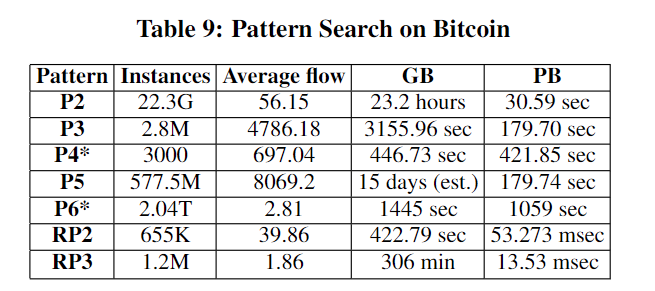 Table 9: Pattern Search on Bitcoin
Pattern Instances Average flow GB PB
P2 22.3G 56.15 23.2 hours 30.59 sec
P3 2.8M 4786.18 3155.96 sec 179.70 sec
P4* 3000 697.04 446.73 sec 421.85 sec
P5 577.5M 8069.2 15 days (est.) 179.74 sec
P6* 2.04T 2.81 1445 sec 1059 sec
RP2 655K 39.86 422.79 sec 53.273 msec
RP3 1.2M 1.86 306 min 13.53 msec